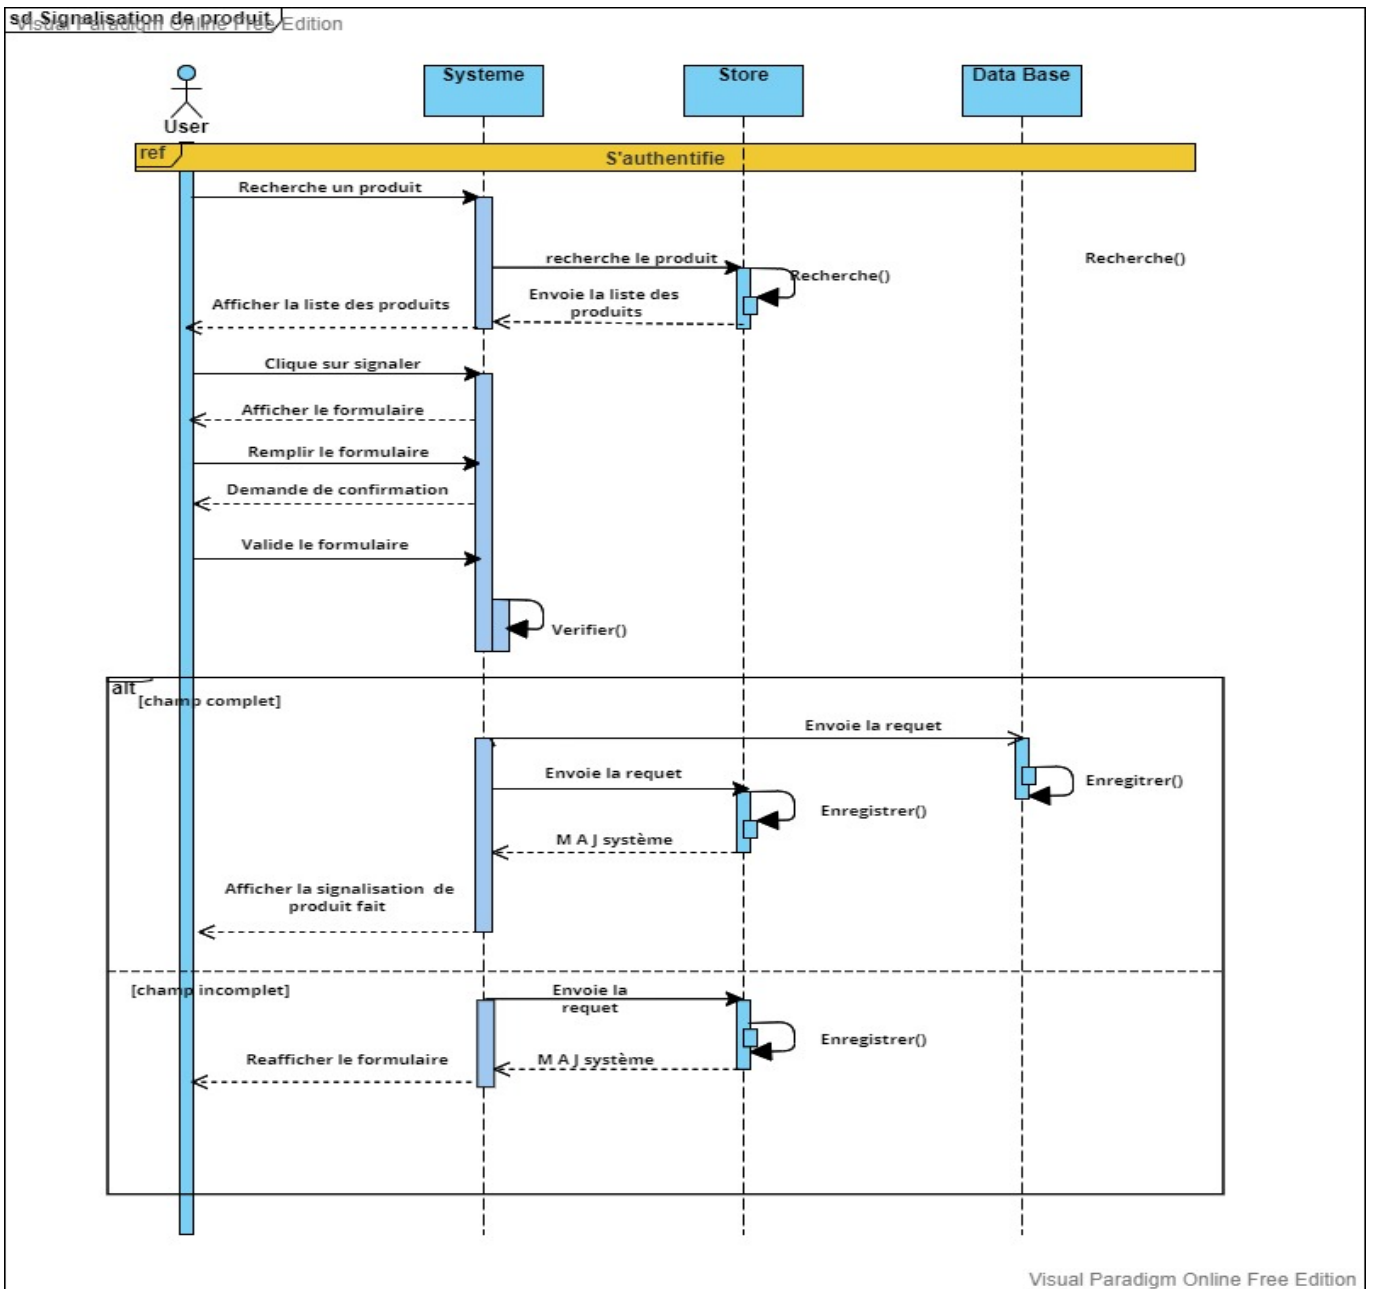 sd Signalisation de produit
Visual Paradigm Online Free Edition
Systeme
Store
Data Base
User
ref
S'authentifie
Recherche un produit
recherche le produit
Recherche()
Recherche()
Envoie la liste des
produits
Afficher la liste des produits
Clique sur signaler
Afficher le formulaire
Remplir le formulaire
Demande de confirmation
Valide le formulaire
Verifier()
alt
[champ complet]
Envoie la requet
Envoie la requet
Enregitrer()
Enregistrer()
M A J système
Afficher la signalisation de
produit fait
[champ incomplet]
Envoie la
requet
Enregistrer()
Reafficher le formulaire
M A J système
Visual Paradigm Online Free Edition